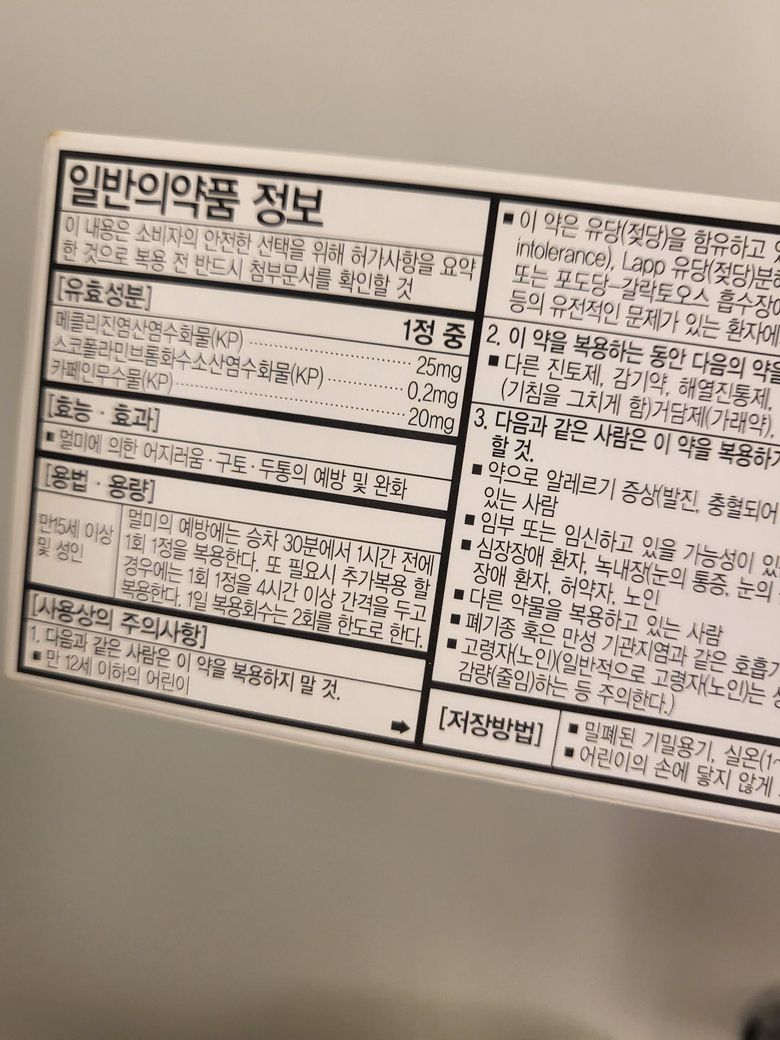 일반의약품 정보
이 내용은 소비자의 안전한 선택을 위해 허가사항을 요약
한 것으로 복용 전 반드시 첨부문서를 확인할 것
[유효성분]
1정 중
메클리진염산염수화물(KP) 25mg
스코폴라민브롬화수소산염수화물(KP) 0.2mg
카페인무수물(KP) 20mg
[효능·효과]
▪ 멀미에 의한 어지러움·구토·두통의 예방 및 완화
[용법·용량]
만15세 이상
및 성인
멀미의 예방에는 승차 30분에서 1시간 전에
1회 1정을 복용한다. 또 필요시 추가복용 할
경우에는 1회 1정을 4시간 이상 간격을 두고
복용한다. 1일 복용회수는 2회를 한도로 한다.
[사용상의 주의사항]
1. 다음과 같은 사람은 이 약을 복용하지 말 것.
▪ 만 12세 이하의 어린이
▪ 이 약은 유당(젖당)을 함유하고
intolerance), Lapp 유당(젖당)분
또는 포도당-갈락토오스 흡수장애
등의 유전적인 문제가 있는 환자에
2. 이 약을 복용하는 동안 다음의 약을
▪ 다른 진토제, 감기약, 해열진통제,
(기침을 그치게 함)거담제(가래약),
3. 다음과 같은 사람은 이 약을 복용하기
할 것.
▪ 약으로 알레르기 증상(발진, 충혈되어
있는 사람
▪ 임부 또는 임신하고 있을 가능성이
▪ 심장장애 환자, 녹내장(눈의 통증, 눈의
장애 환자, 허약자, 노인
▪ 다른 약물을 복용하고 있는 사람
▪ 폐기종 혹은 만성 기관지염과 같은 호흡기
▪ 고령자(노인)(일반적으로 고령자(노인)는
감량(줄임)하는 등 주의한다.)
[저장방법]
▪ 밀폐된 기밀용기, 실온(1~
▪ 어린이의 손에 닿지 않게